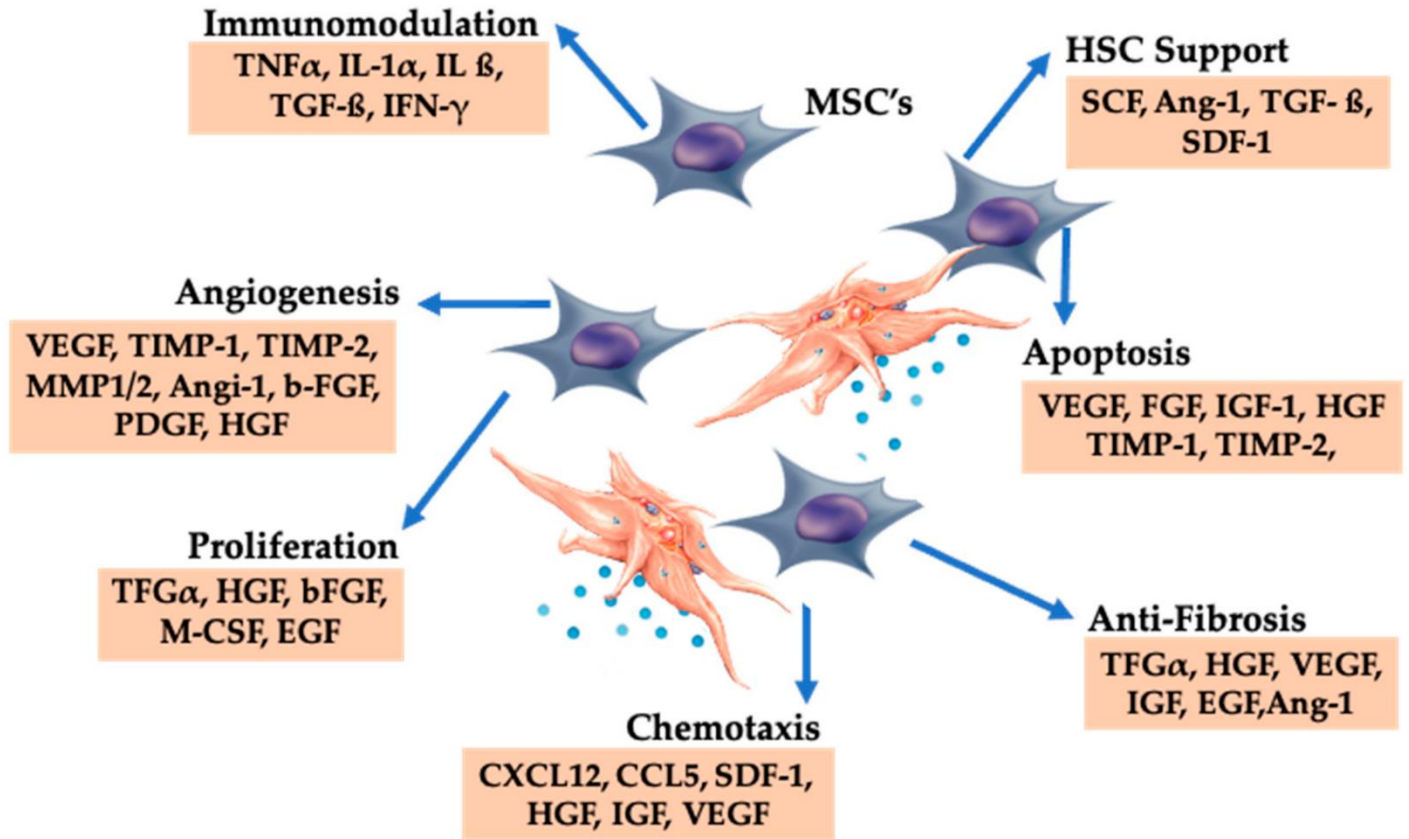 Immunomodulation
TNFα, IL-1α, IL ß,
TGF-ß, IFN-γ
MSC's
HSC Support
SCF, Ang-1, TGF- ß,
SDF-1
Angiogenesis
VEGF, TIMP-1, TIMP-2,
MMP1/2, Angi-1, b-FGF,
PDGF, HGF
Apoptosis
VEGF, FGF, IGF-1, HGF
TIMP-1, TIMP-2,
Proliferation
TFGα, HGF, bFGF,
M-CSF, EGF
Anti-Fibrosis
TFGα, HGF, VEGF,
IGF, EGF,Ang-1
Chemotaxis
CXCL12, CCL5, SDF-1,
HGF, IGF, VEGF